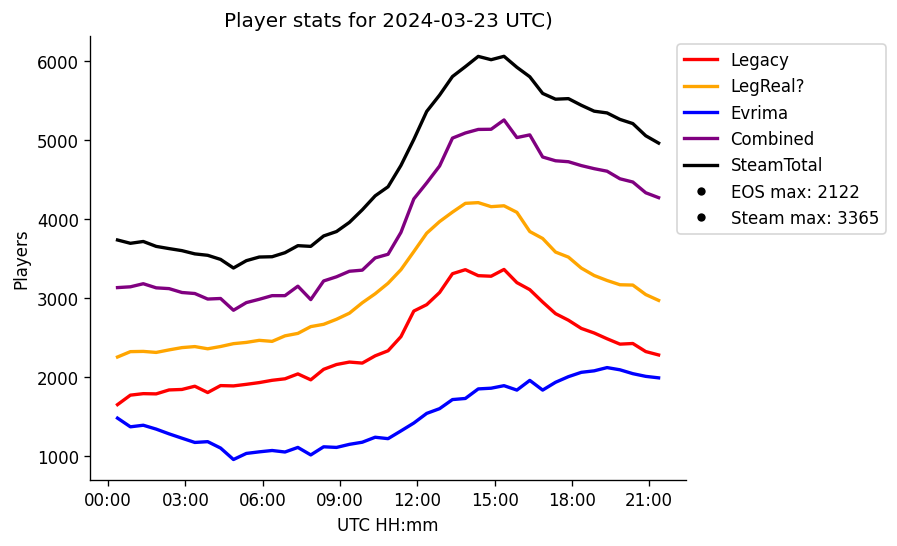 Player stats for 2024-03-23 UTC)
Players
6000
5000
4000
3000
2000
1000
00:00 03:00 06:00 09:00 12:00 15:00 18:00 21:00
UTC HH:mm
Legacy
LegReal?
Evrima
Combined
SteamTotal
EOS max: 2122
Steam max: 3365